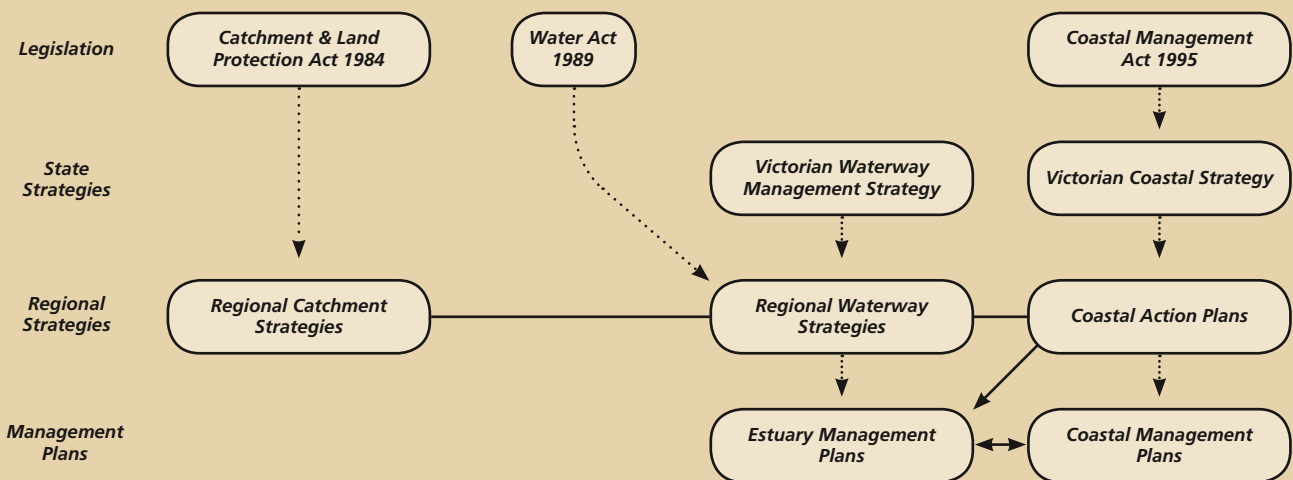 Legislation
Catchment & Land
Protection Act 1984
Water Act
1989
Coastal Management
Act 1995
State
Strategies
Victorian Waterway
Management Strategy
Victorian Coastal Strategy
Regional
Strategies
Regional Catchment
Strategies
Regional Waterway
Strategies
Coastal Action Plans
Management
Plans
Estuary Management
Plans
Coastal Management
Plans